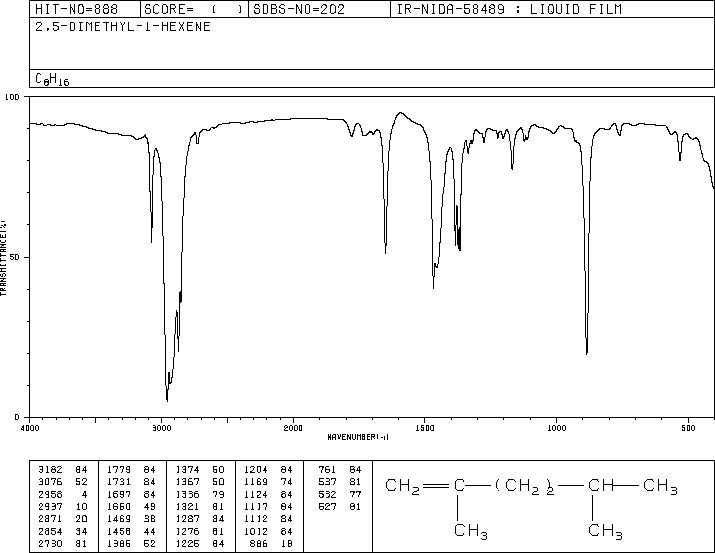 HIT-NO=888 SCORE= ( ) SDBS-NO=202 IR-NIDA-58489 : LIQUID FILM
2,5-DIMETHYL-1-HEXENE
C8H16
100
50
0
TRANSMITTANCE(%)
4000 3000 2000 1500 1000 500
WAVENUMBER(-1)
3182 84 1779 84 1374 50 1204 84 761 84
3076 52 1731 84 1367 50 1169 74 537 81
2958 4 1697 84 1336 79 1124 84 532 77
2937 10 1650 49 1321 81 1117 84 527 81
2871 20 1469 38 1287 84 1112 84
2854 34 1458 44 1276 81 1012 84
2730 81 1385 52 1225 84 886 18
CH2 C (CH2)2 CH CH3
CH3 CH3